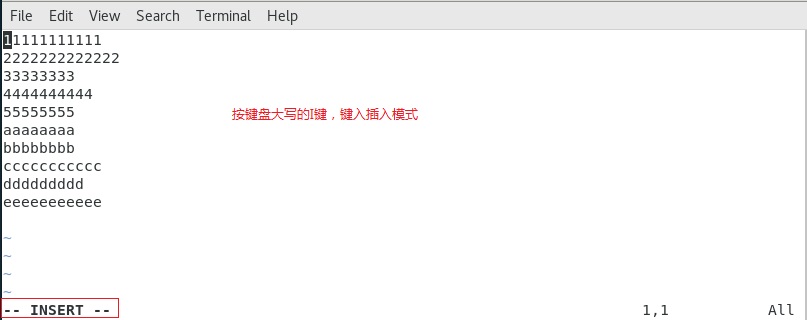 File Edit View Search Terminal Help
11111111111
2222222222222
33333333
4444444444
55555555
按键盘大写的I键，键入插入模式
aaaaaaaa
bbbbbbbb
ccccccccccc
ddddddddd
eeeeeeeeeee
~
~
~
~
-- INSERT -- 1,1 All